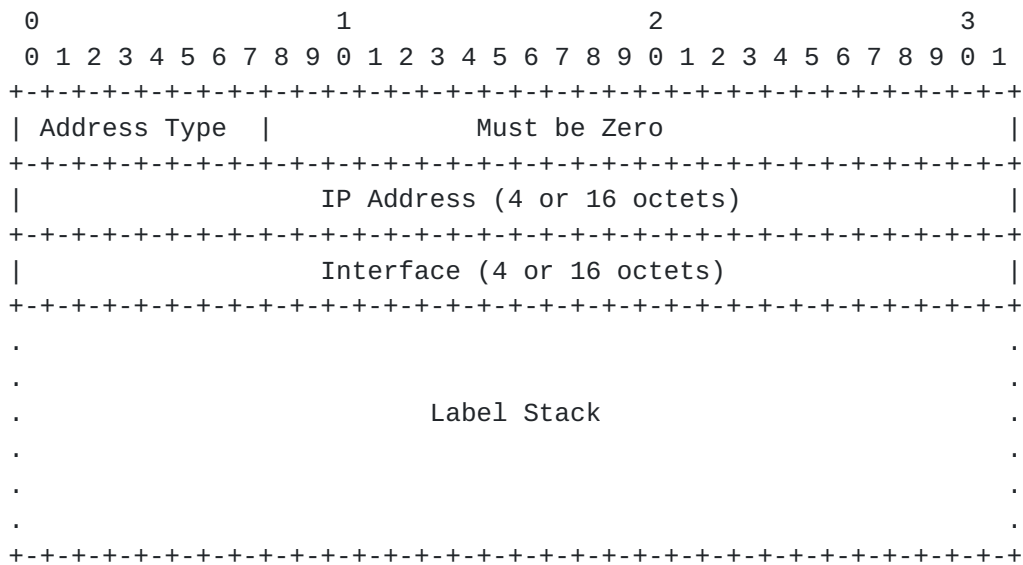 0                   1                   2                   3
 0 1 2 3 4 5 6 7 8 9 0 1 2 3 4 5 6 7 8 9 0 1 2 3 4 5 6 7 8 9 0 1
+-+-+-+-+-+-+-+-+-+-+-+-+-+-+-+-+-+-+-+-+-+-+-+-+-+-+-+-+-+-+-+-+
| Address Type  |             Must be Zero                      |
+-+-+-+-+-+-+-+-+-+-+-+-+-+-+-+-+-+-+-+-+-+-+-+-+-+-+-+-+-+-+-+-+
|                   IP Address (4 or 16 octets)                 |
+-+-+-+-+-+-+-+-+-+-+-+-+-+-+-+-+-+-+-+-+-+-+-+-+-+-+-+-+-+-+-+-+
|                   Interface (4 or 16 octets)                  |
+-+-+-+-+-+-+-+-+-+-+-+-+-+-+-+-+-+-+-+-+-+-+-+-+-+-+-+-+-+-+-+-+
.                                                               .
.                                                               .
.                          Label Stack                          .
.                                                               .
.                                                               .
.                                                               .
+-+-+-+-+-+-+-+-+-+-+-+-+-+-+-+-+-+-+-+-+-+-+-+-+-+-+-+-+-+-+-+-+